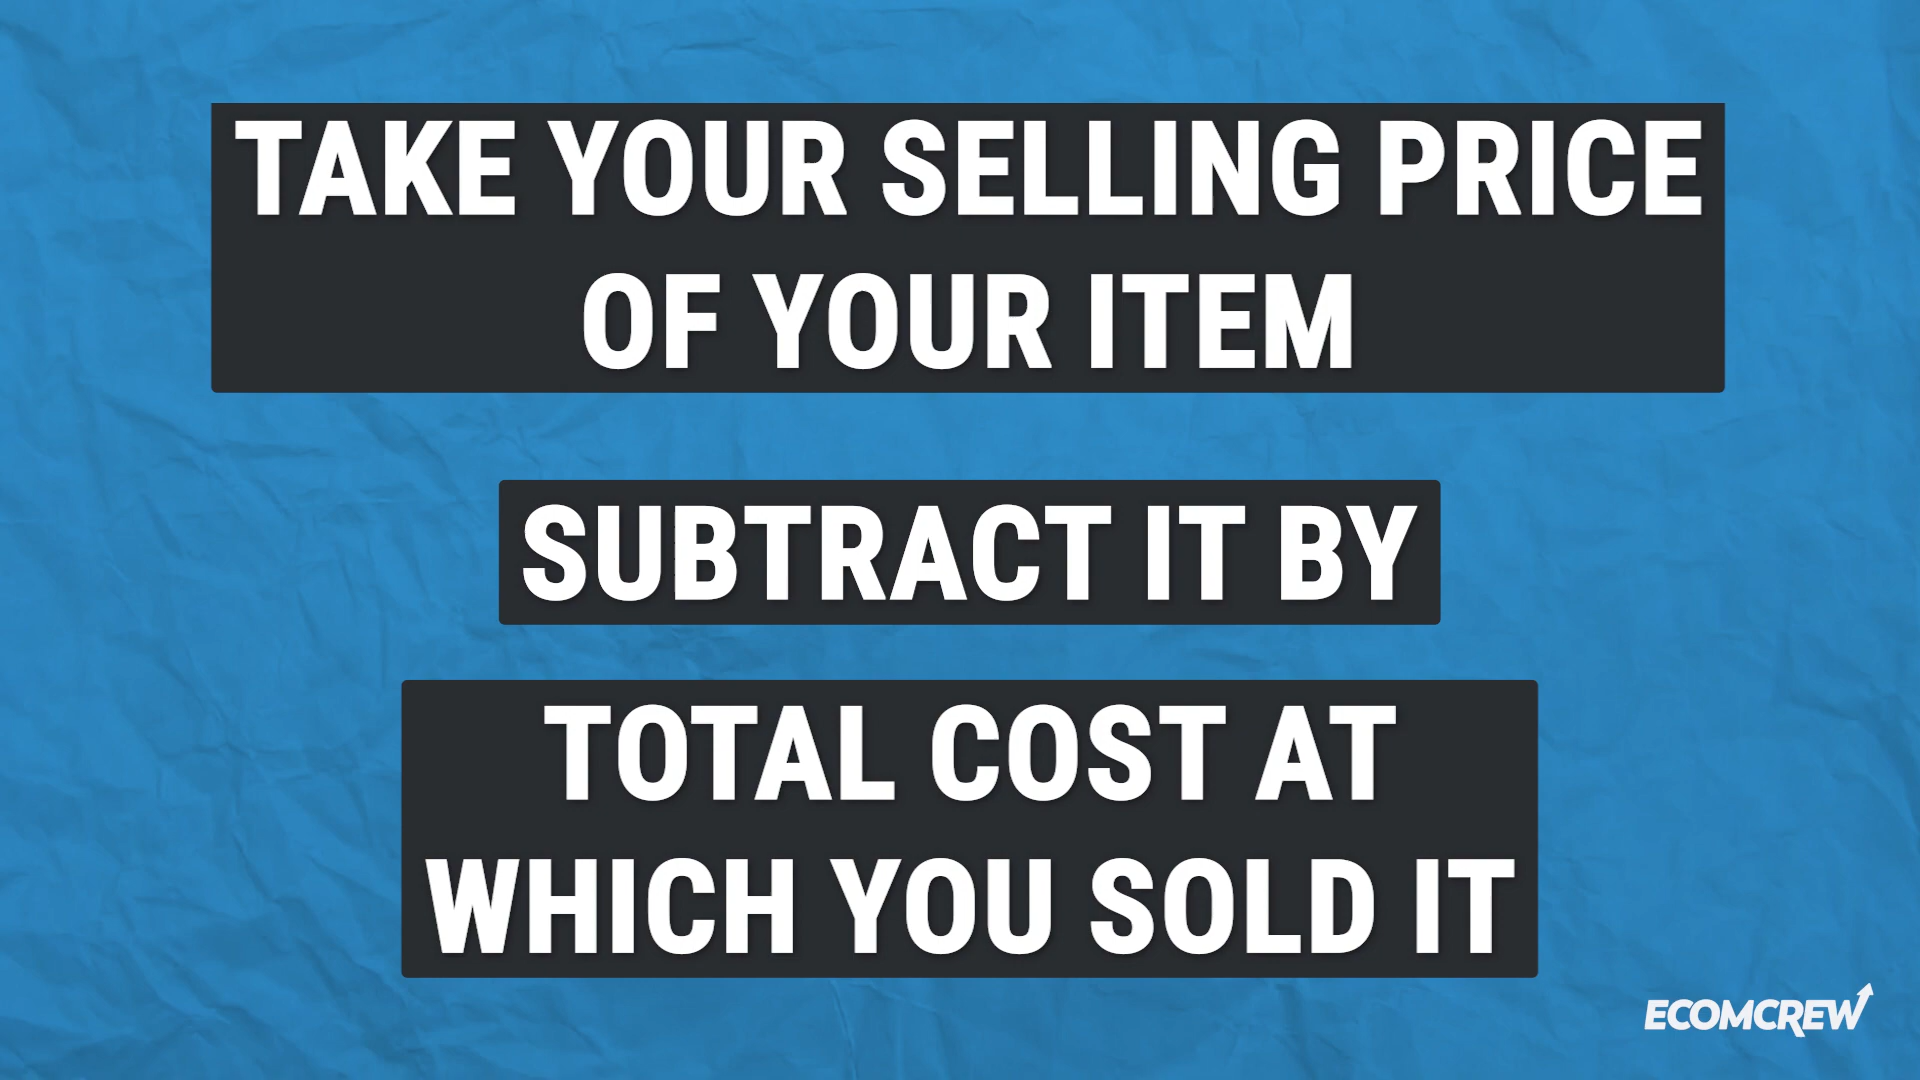 TAKE YOUR SELLING PRICE
OF YOUR ITEM
SUBTRACT IT BY
TOTAL COST AT
WHICH YOU SOLD IT
ECOMCREW